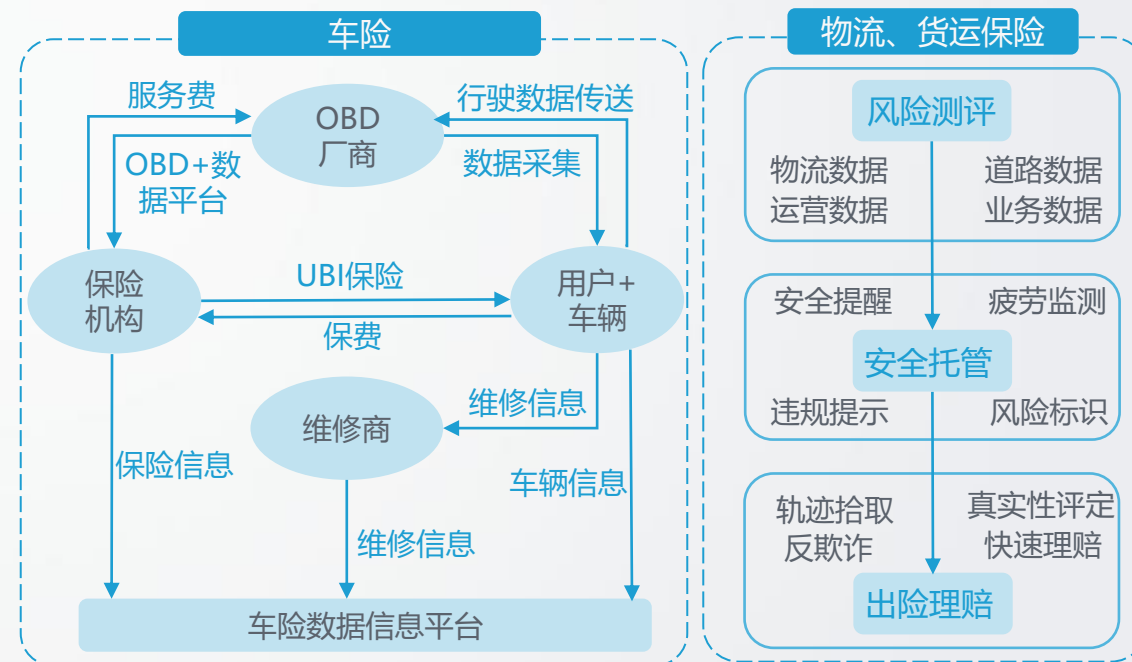 车险
服务费
OBD
厂商
行驶数据传送
OBD+数
据平台
数据采集
保险
机构
UBI保险
保费
用户+
车辆
维修商
维修信息
保险信息
车辆信息
维修信息
车险数据信息平台
物流、货运保险
风险测评
物流数据 道路数据
运营数据 业务数据
安全提醒 疲劳监测
安全托管
违规提示 风险标识
轨迹拾取 真实性评定
反欺诈 快速理赔
出险理赔